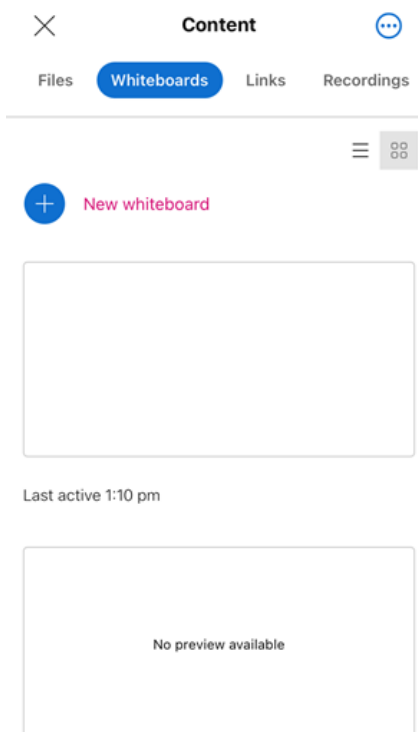 Content
Files Whiteboards Links Recordings
New whiteboard
Last active 1:10 pm
No preview available